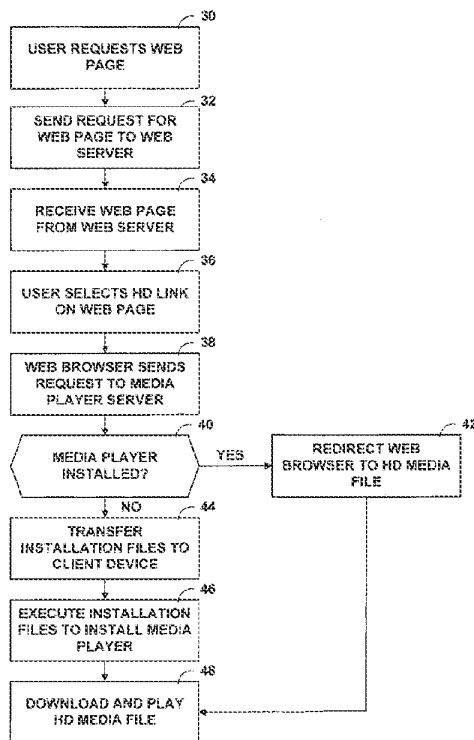 30
USER REQUESTS WEB
PAGE
32
SEND REQUEST FOR
WEB PAGE TO WEB
SERVER
34
RECEIVE WEB PAGE
FROM WEB SERVER
36
USER SELECTS HD LINK
ON WEB PAGE
38
WEB BROWSER SENDS
REQUEST TO MEDIA
PLAYER SERVER
40
MEDIA PLAYER
INSTALLED?
YES
42
REDIRECT WEB
BROWSER TO HD MEDIA
FILE
NO
44
TRANSFER
INSTALLATION FILES TO
CLIENT DEVICE
46
EXECUTE INSTALLATION
FILES TO INSTALL MEDIA
PLAYER
48
DOWNLOAD AND PLAY
HD MEDIA FILE